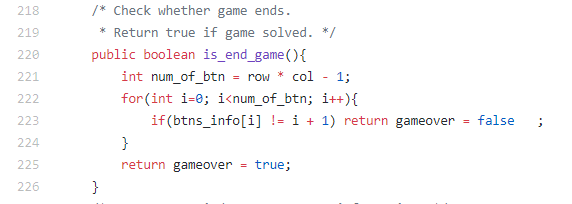 218 /* Check whether game ends.
219  * Return true if game solved. */
220 public boolean is_end_game(){
221     int num_of_btn = row * col - 1;
222     for(int i=0; i<num_of_btn; i++){
223         if(btns_info[i] != i + 1) return gameover = false   ;
224     }
225     return gameover = true;
226 }